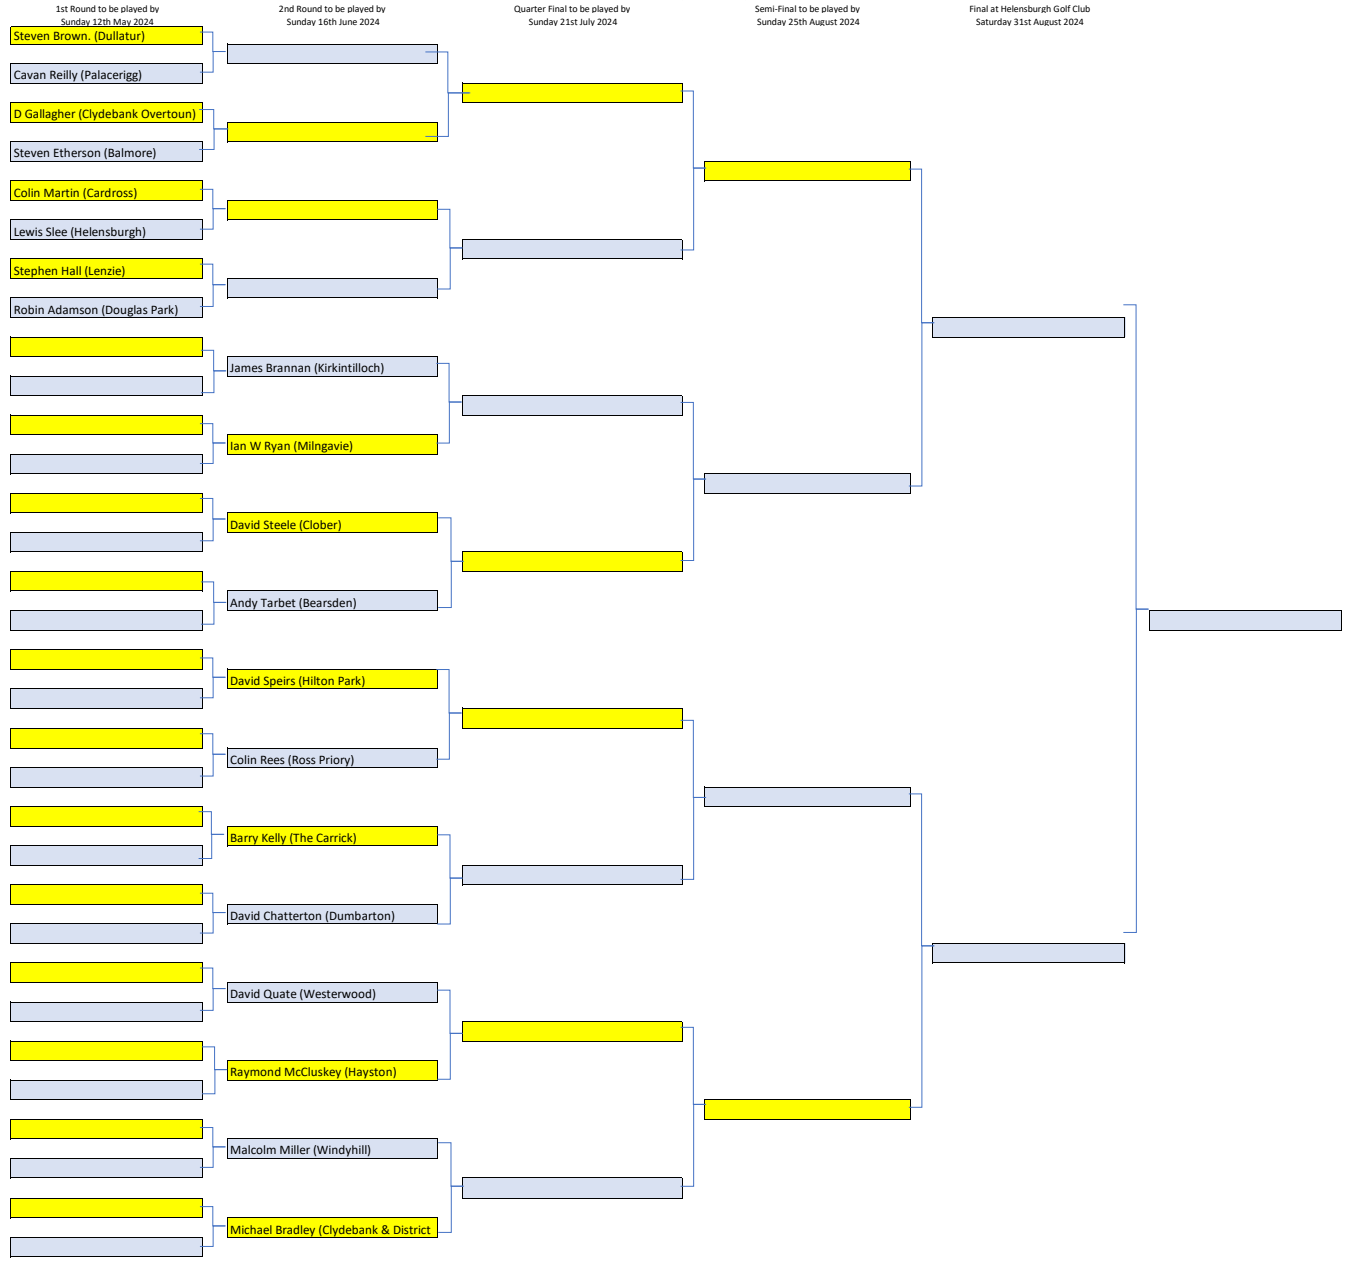 1st Round to be played by
Sunday 12th May 2024
2nd Round to be played by
Sunday 16th June 2024
Quarter Final to be played by
Sunday 21st July 2024
Semi-Final to be played by
Sunday 25th August 2024
Final at Helensburgh Golf Club
Saturday 31st August 2024
Steven Brown. (Dullatur)
Cavan Reilly (Palacerigg)
D Gallagher (Clydebank Overtoun)
Steven Etherson (Balmore)
Colin Martin (Cardross)
Lewis Slee (Helensburgh)
Stephen Hall (Lenzie)
Robin Adamson (Douglas Park)
James Brannan (Kirkintilloch)
Ian W Ryan (Milngavie)
David Steele (Clober)
Andy Tarbet (Bearsden)
David Speirs (Hilton Park)
Colin Rees (Ross Priory)
Barry Kelly (The Carrick)
David Chatterton (Dumbarton)
David Quate (Westerwood)
Raymond McCluskey (Hayston)
Malcolm Miller (Windyhill)
Michael Bradley (Clydebank & District